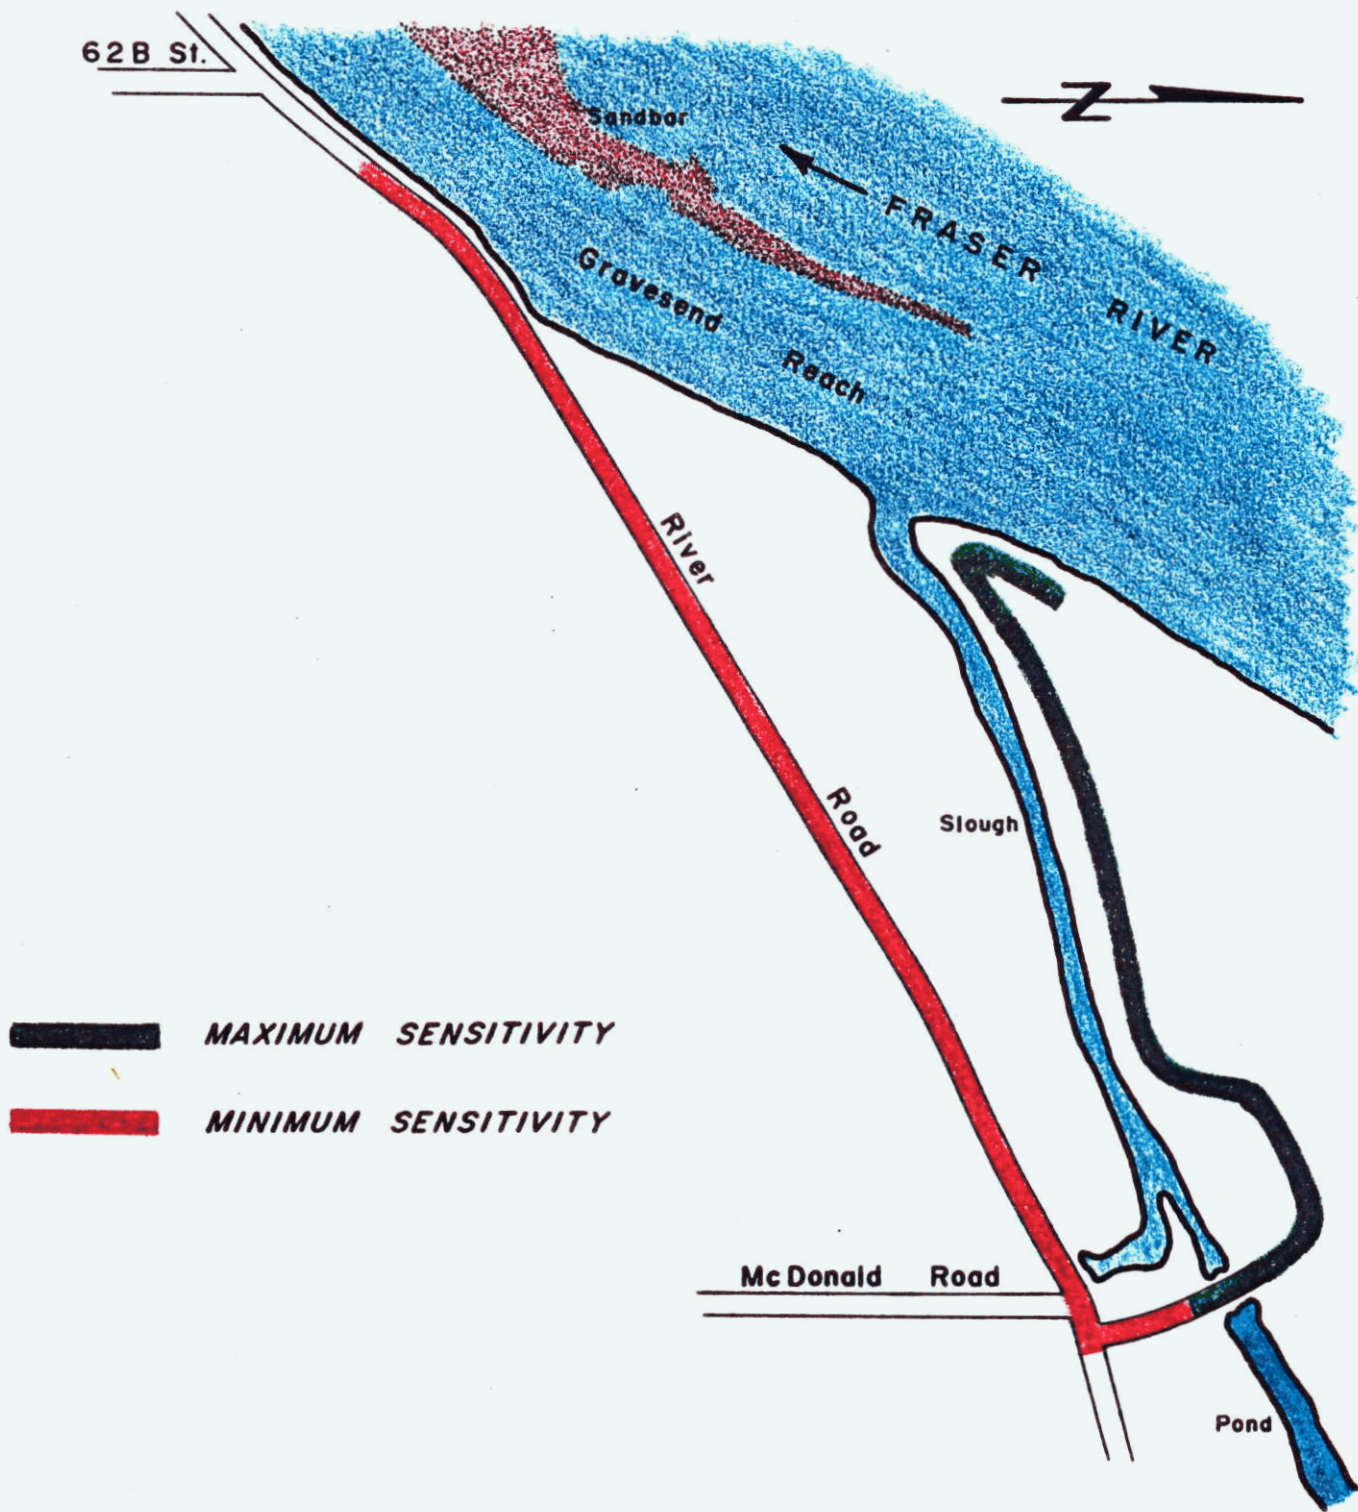 62B St.
Sandbar
Z
FRASER RIVER
Gravesend Reach
River Road
Slough
MAXIMUM SENSITIVITY
MINIMUM SENSITIVITY
McDonald Road
Pond